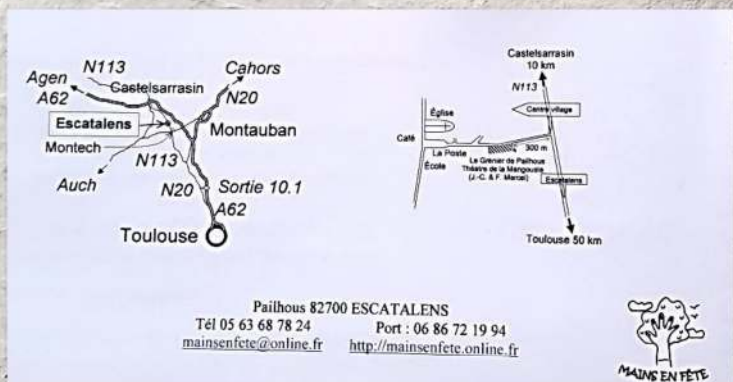 N113
Agen
Castelsarrasin
Cahors
A62
N20
Escatalens
Montauban
Montech
N113
Auch
N20
Sortie 10.1
A62
Toulouse
Castelsarrasin
10 km
N113
Centre village
Église
Café
300 m
La Poste
Le Grenier de Pailhous
Théatre de la Mangouste
(J.-C. & F. Marcel)
École
Escatalens
Toulouse 50 km
Pailhous 82700 ESCATALENS
Tél 05 63 68 78 24 Port : 06 86 72 19 94
mainsenfete@online.fr http://mainsenfete.online.fr
MAINS EN FÊTE